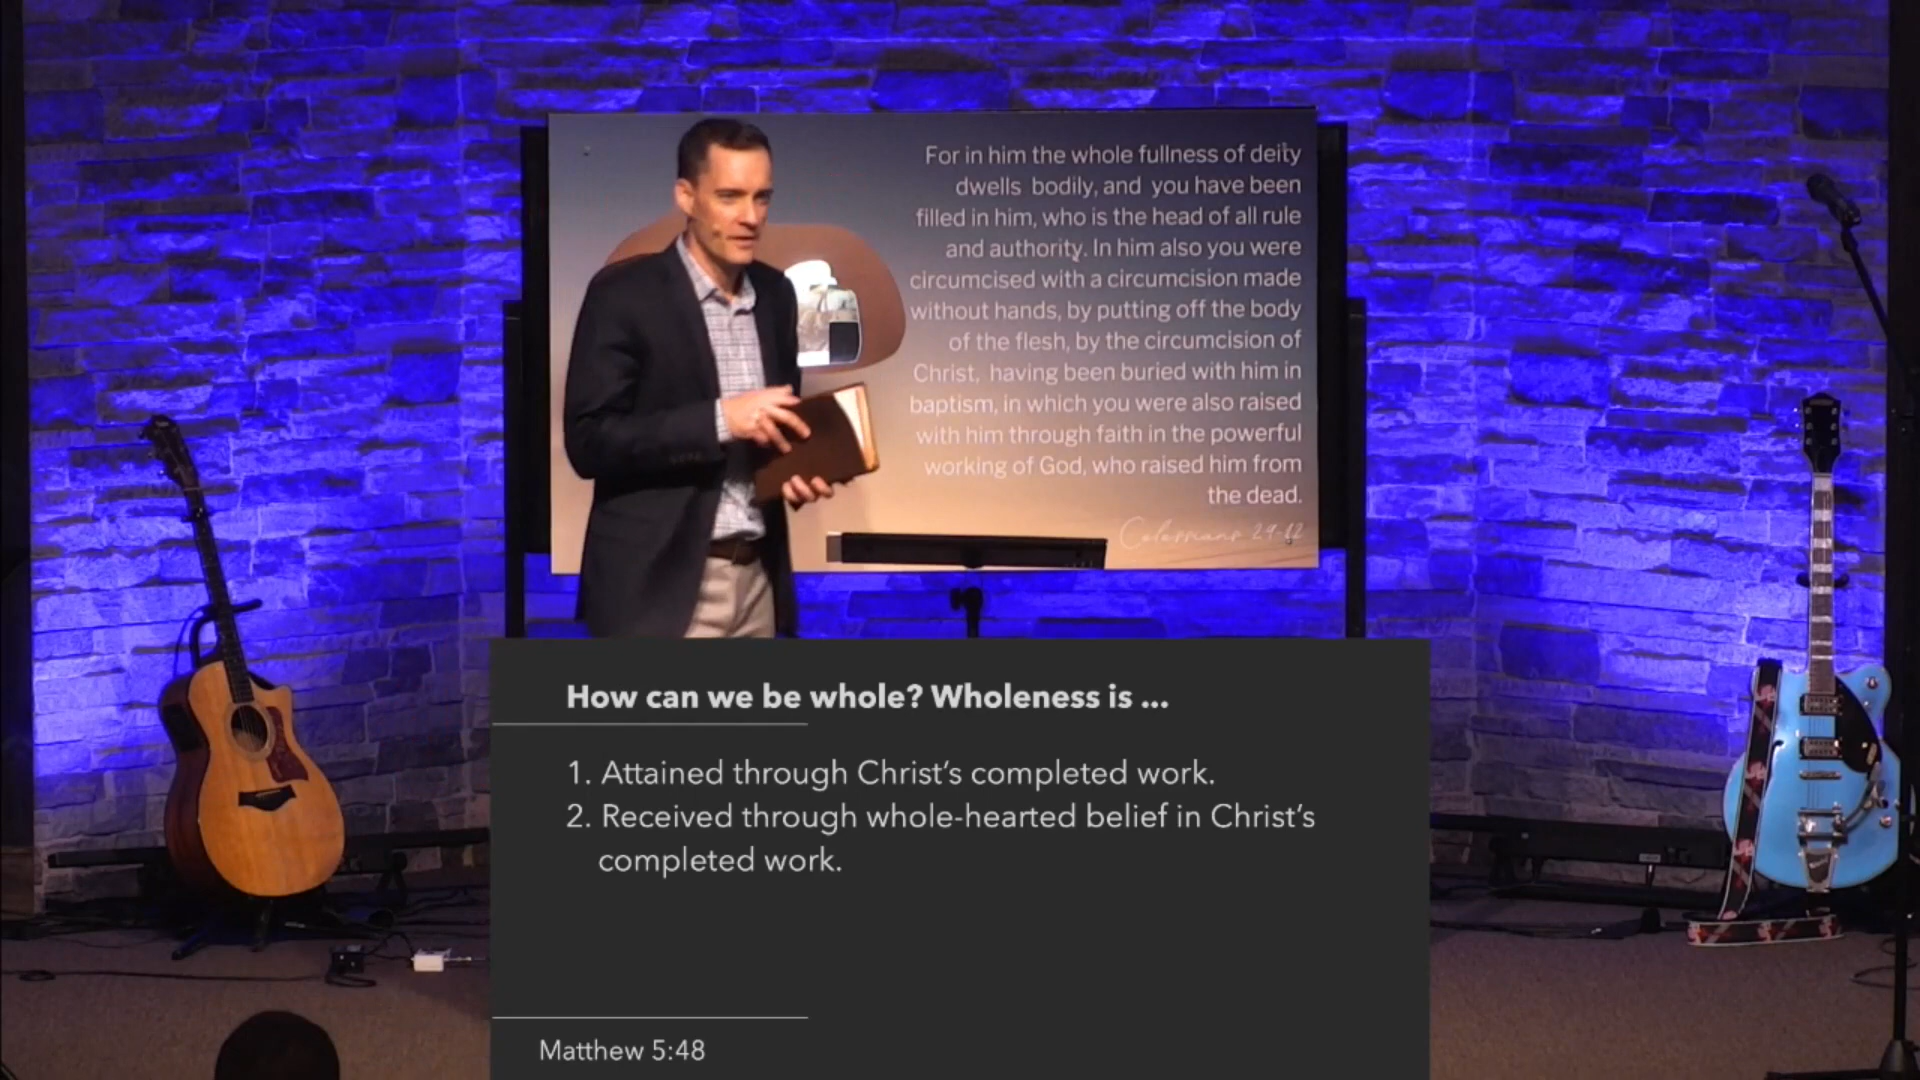 For in him the whole fullness of deity
dwells bodily, and you have been
filled in him, who is the head of all rule
and authority. In him also you were
circumcised with a circumcision made
without hands, by putting off the body
of the flesh, by the circumcision of
Christ, having been buried with him in
baptism, in which you were also raised
with him through faith in the powerful
working of God, who raised him from
the dead.
How can we be whole? Wholeness is ...
1. Attained through Christ's completed work.
2. Received through whole-hearted belief in Christ's
completed work.
Matthew 5:48